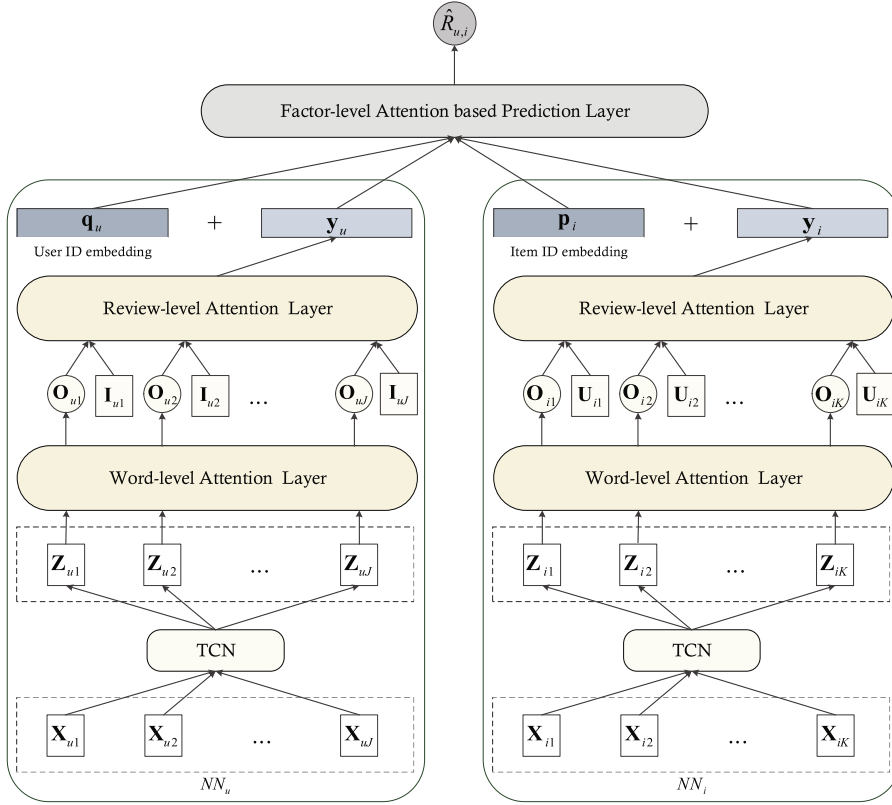 R̂u,i
Factor-level Attention based Prediction Layer
qu + yu pi + yi
User ID embedding Item ID embedding
Review-level Attention Layer Review-level Attention Layer
Ou1 Iu1 Ou2 Iu2 ... OuJ IuJ Oi1 Ui1 Oi2 Ui2 ... OiK UiK
Word-level Attention Layer Word-level Attention Layer
Zu1 Zu2 ... ZuJ Zi1 Zi2 ... ZiK
TCN TCN
Xu1 Xu2 ... XuJ Xi1 Xi2 ... XiK
NNu NNi